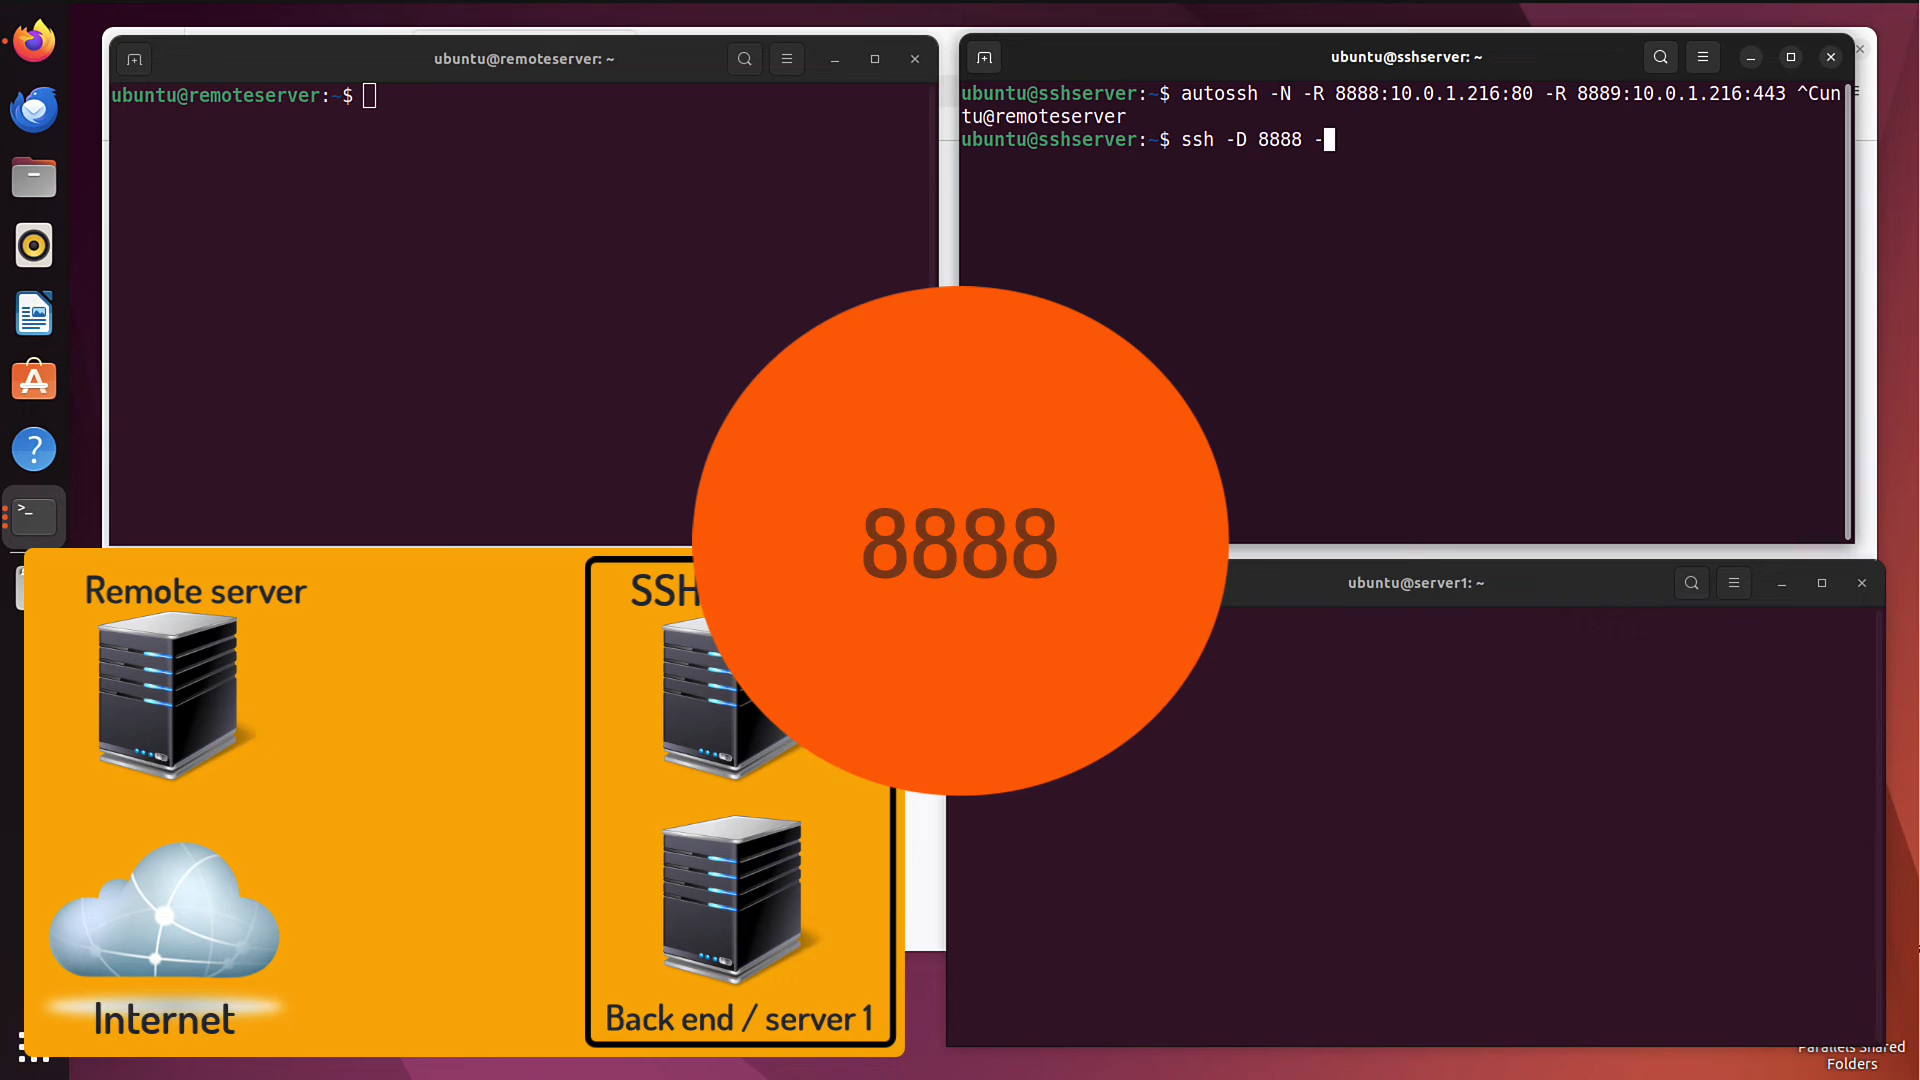 ubuntu@remoteserver: ~
ubuntu@remoteserver:~$
ubuntu@sshserver: ~
ubuntu@sshserver:~$ autossh -N -R 8888:10.0.1.216:80 -R 8889:10.0.1.216:443 ^Cun
tu@remoteserver
ubuntu@sshserver:~$ ssh -D 8888 -
8888
ubuntu@server1: ~
Remote server
SSH
Internet
Back end / server 1
Parallels Shared
Folders